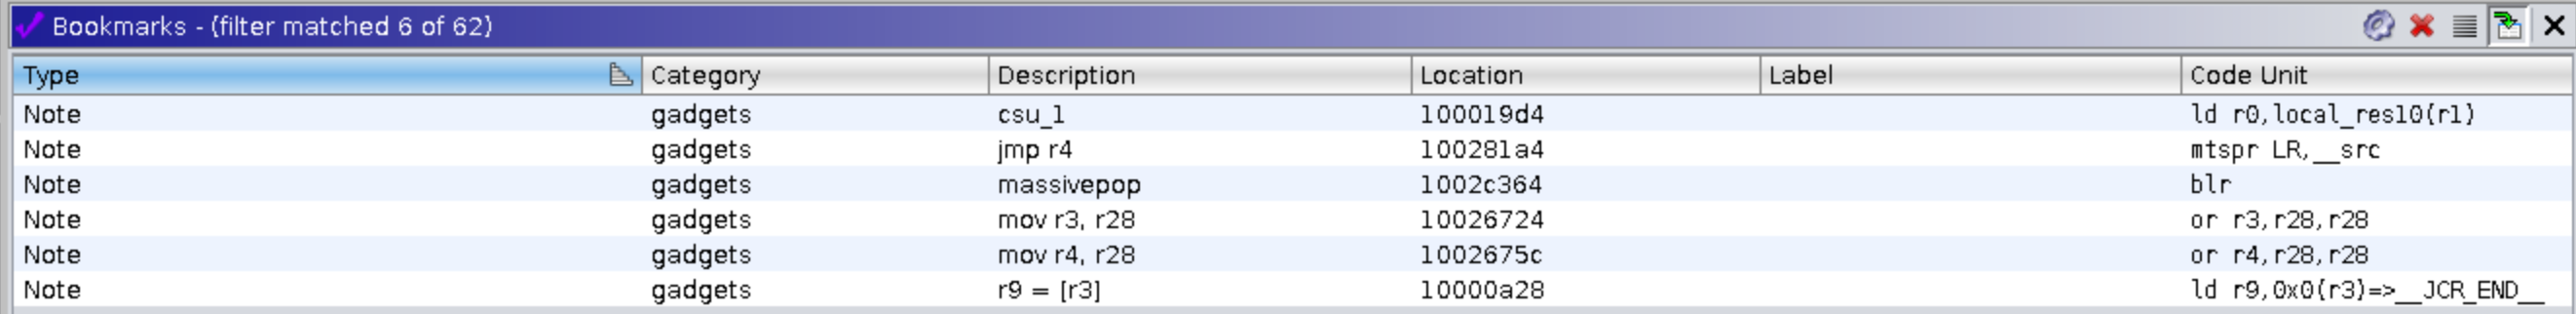 Bookmarks - (filter matched 6 of 62)
Type Category Description Location Label Code Unit
Note gadgets csu_1 100019d4 ld r0,local_res10(r1)
Note gadgets jmp r4 100281a4 mtspr LR,__src
Note gadgets massivepop 1002c364 blr
Note gadgets mov r3, r28 10026724 or r3,r28,r28
Note gadgets mov r4, r28 1002675c or r4,r28,r28
Note gadgets r9 = [r3] 10000a28 ld r9,0x0(r3)=>__JCR_END__